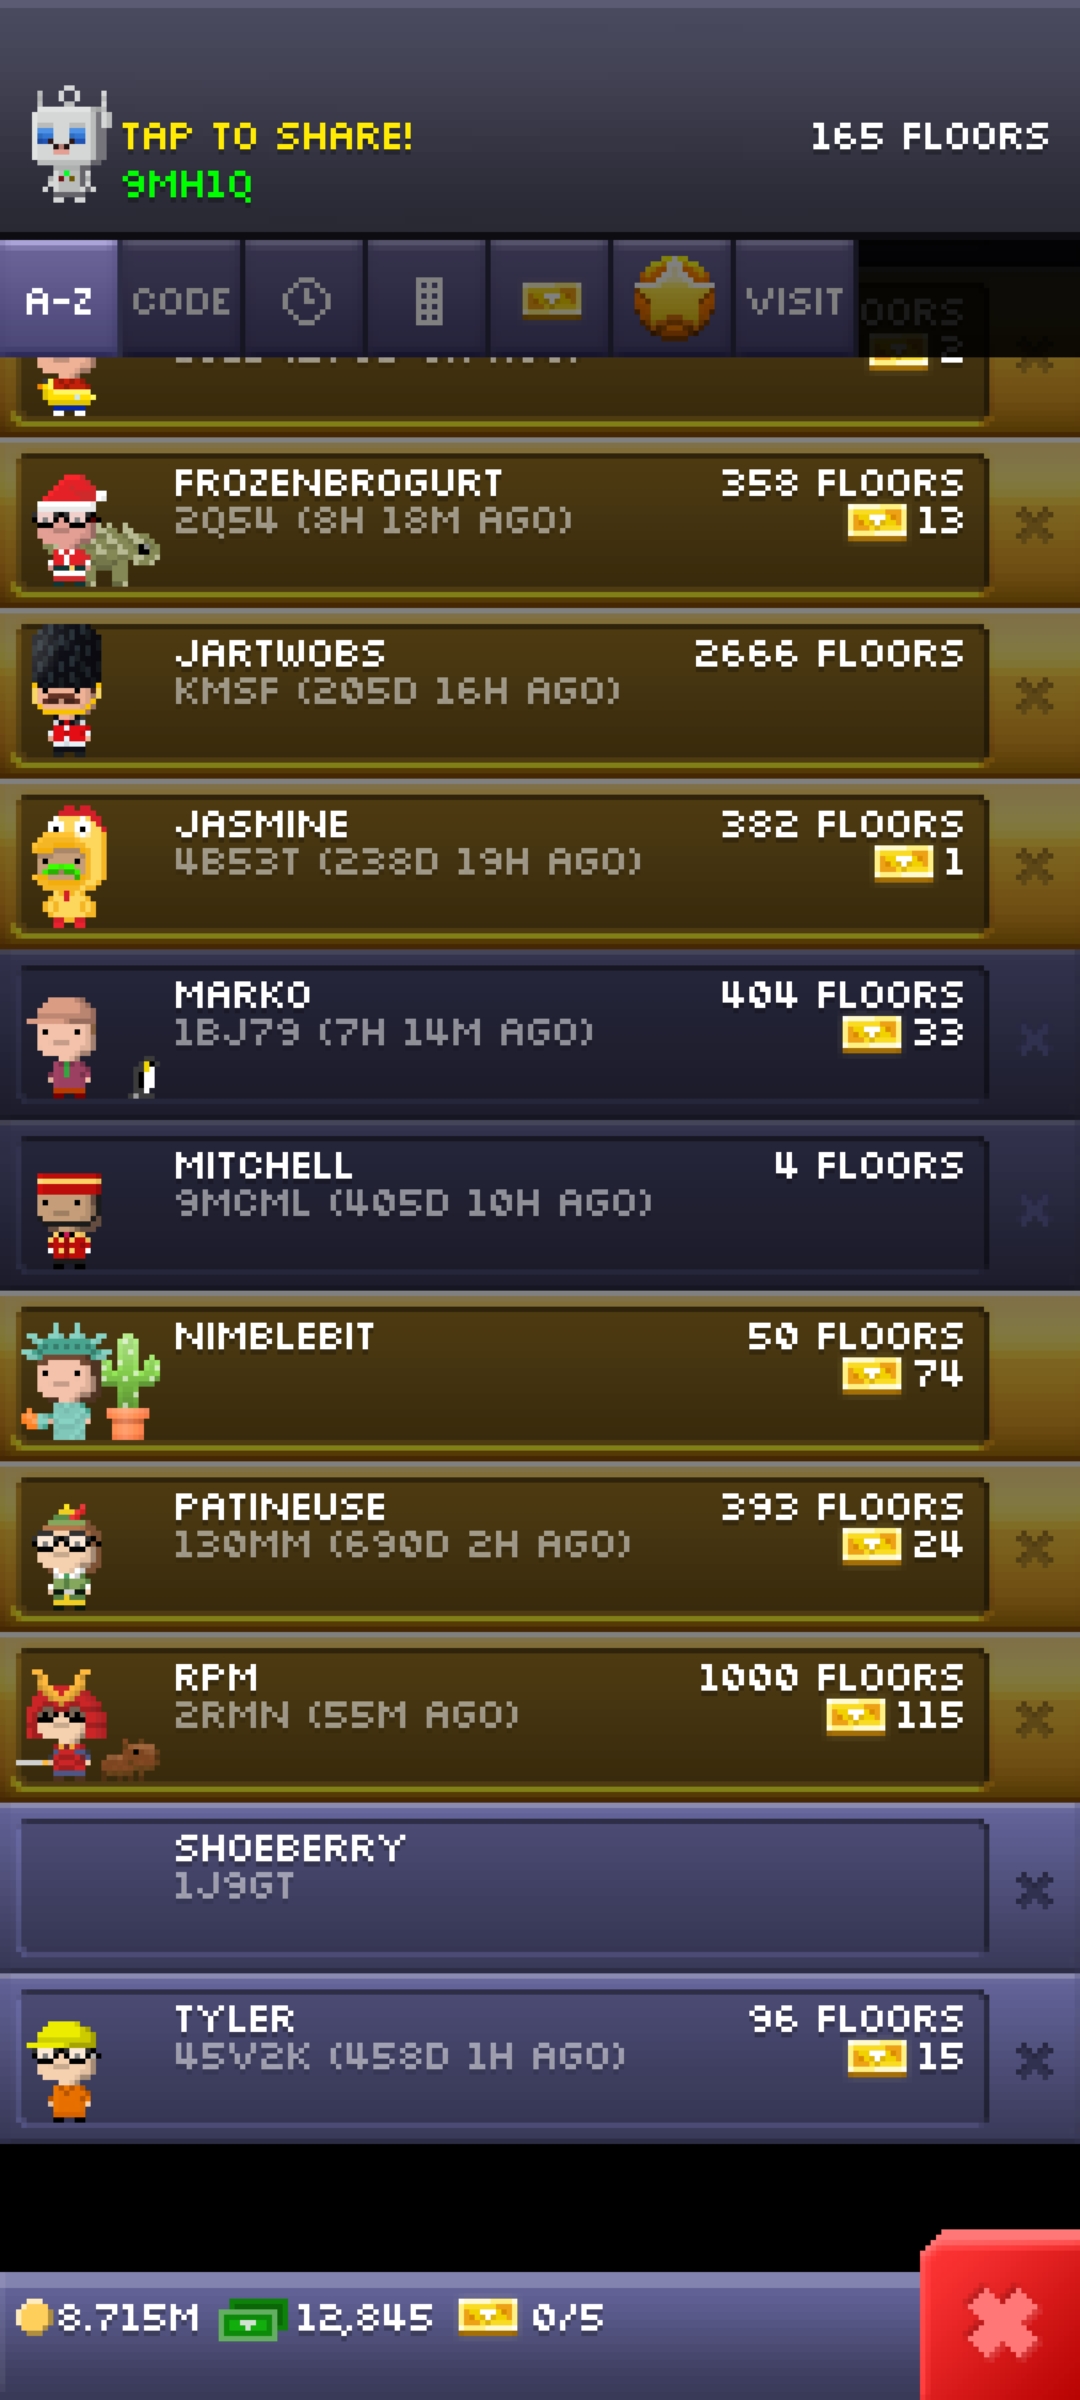 TAP TO SHARE!
165 FLOORS
9MH1Q
A-Z CODE VISIT
2
FROZENBROGURT 358 FLOORS
2Q54 (8H 18M AGO) 13
JARTWOBS 2666 FLOORS
KMSF (205D 16H AGO)
JASMINE 382 FLOORS
4B53T (238D 19H AGO) 1
MARKO 404 FLOORS
1BJ79 (7H 14M AGO) 33
MITCHELL 4 FLOORS
9MCML (405D 10H AGO)
NIMBLEBIT 50 FLOORS
74
PATINEUSE 393 FLOORS
130MM (690D 2H AGO) 24
RPM 1000 FLOORS
2RMN (55M AGO) 115
SHOEBERRY
1J9GT
TYLER 96 FLOORS
45V2K (458D 1H AGO) 15
8.715M 12,845 0/5